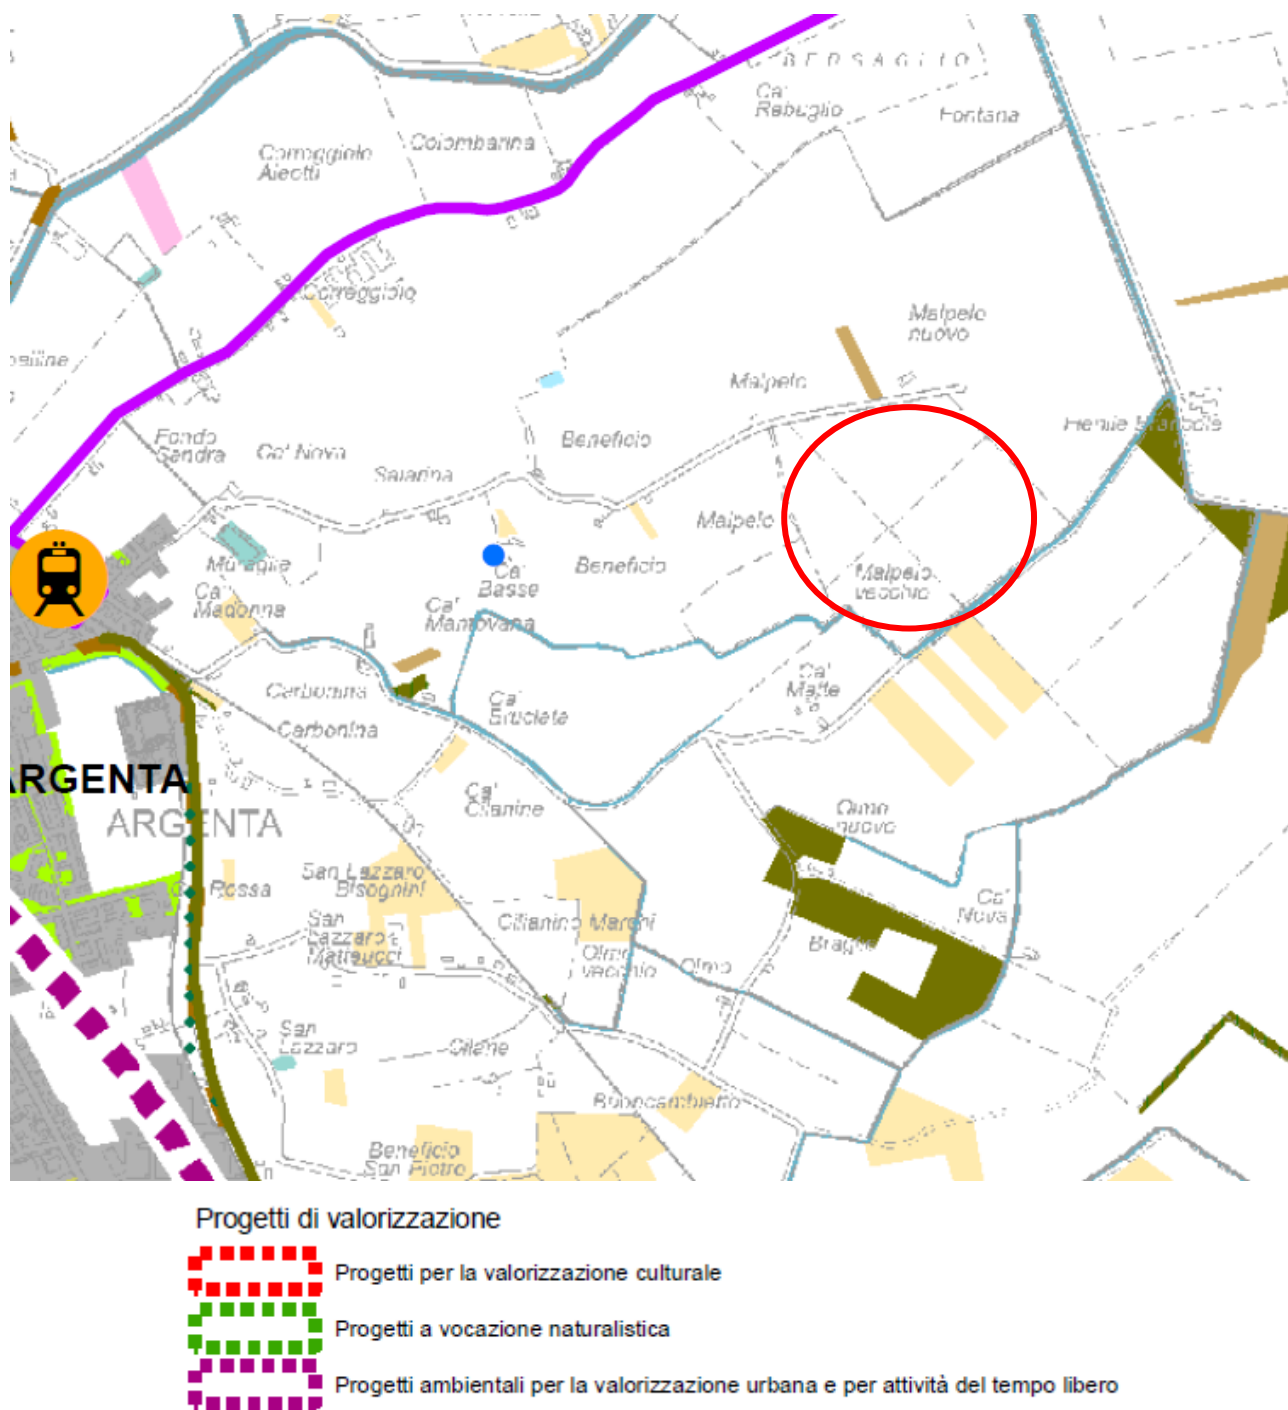 BERSAGLIO
Ca'
Rebuglio
Fontana
Colombarina
Correggiolo
Aleotti
Correggiolo
Malpelo
nuovo
Malpelo
Fondo
Sandra
Ca' Nova
Beneficio
Salarina
Malpelo
Muraglie
Ca'
Basse
Beneficio
Malpelo
vecchio
Ca'
Madonna
Ca'
Mantovana
Carbonina
Ca'
Matte
Ca'
Carbonina
ARGENTA
ARGENTA
Ca'
Cilanine
Olmo
nuovo
Rossa
San Lazzaro
Bisognini
Ca'
Nova
San
Lazzaro
Matteucci
Cilianino Marchi
Olmo
vecchio
Olmo
San
Lazzaro
Cilane
Beneficio
San Pietro
Progetti di valorizzazione
Progetti per la valorizzazione culturale
Progetti a vocazione naturalistica
Progetti ambientali per la valorizzazione urbana e per attività del tempo libero